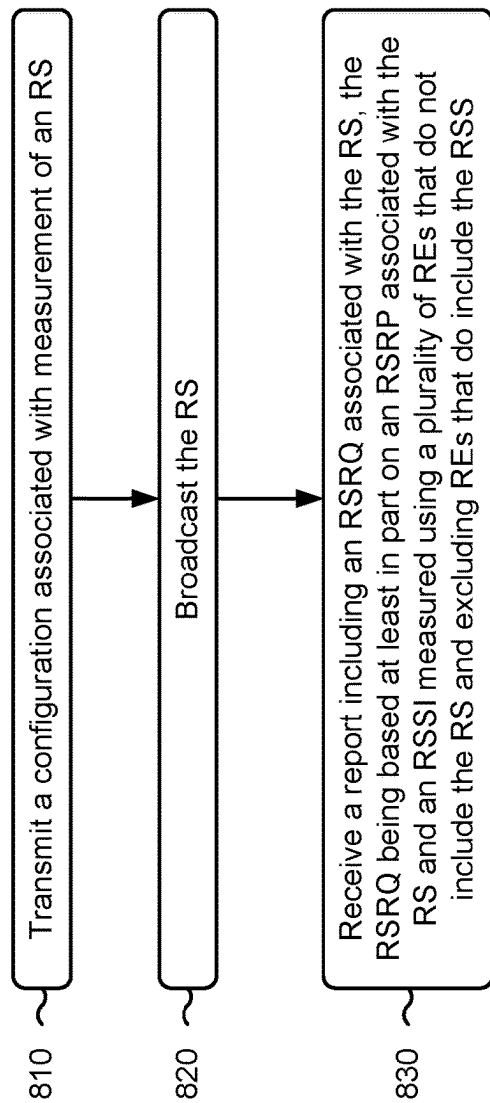 810
Transmit a configuration associated with measurement of an RS
820
Broadcast the RS
830
Receive a report including an RSRQ associated with the RS, the
RSRQ being based at least in part on an RSRP associated with the
RS and an RSSI measured using a plurality of REs that do not
include the RS and excluding REs that do include the RSS